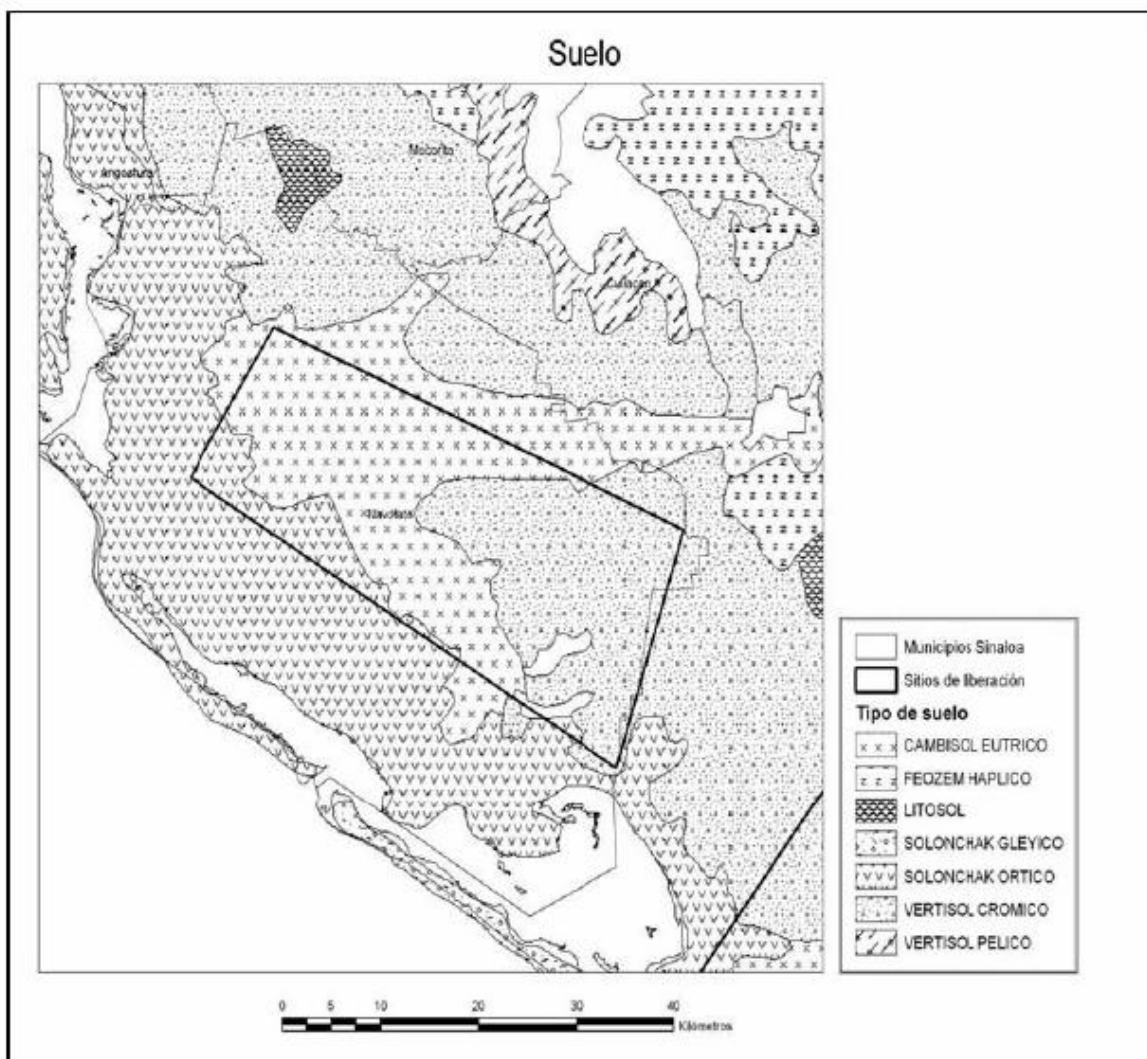 Suelo
Mocorito
Angostura
Culiacan
Navolato
Municipios Sinaloa
Sitios de liberación
Tipo de suelo
CAMBISOL EUTRICO
FEOZEM HAPLICO
LITOSOL
SOLONCHAK GLEYICO
SOLONCHAK ORTICO
VERTISOL CROMICO
VERTISOL PELICO
0 5 10 20 30 40
Kilómetros